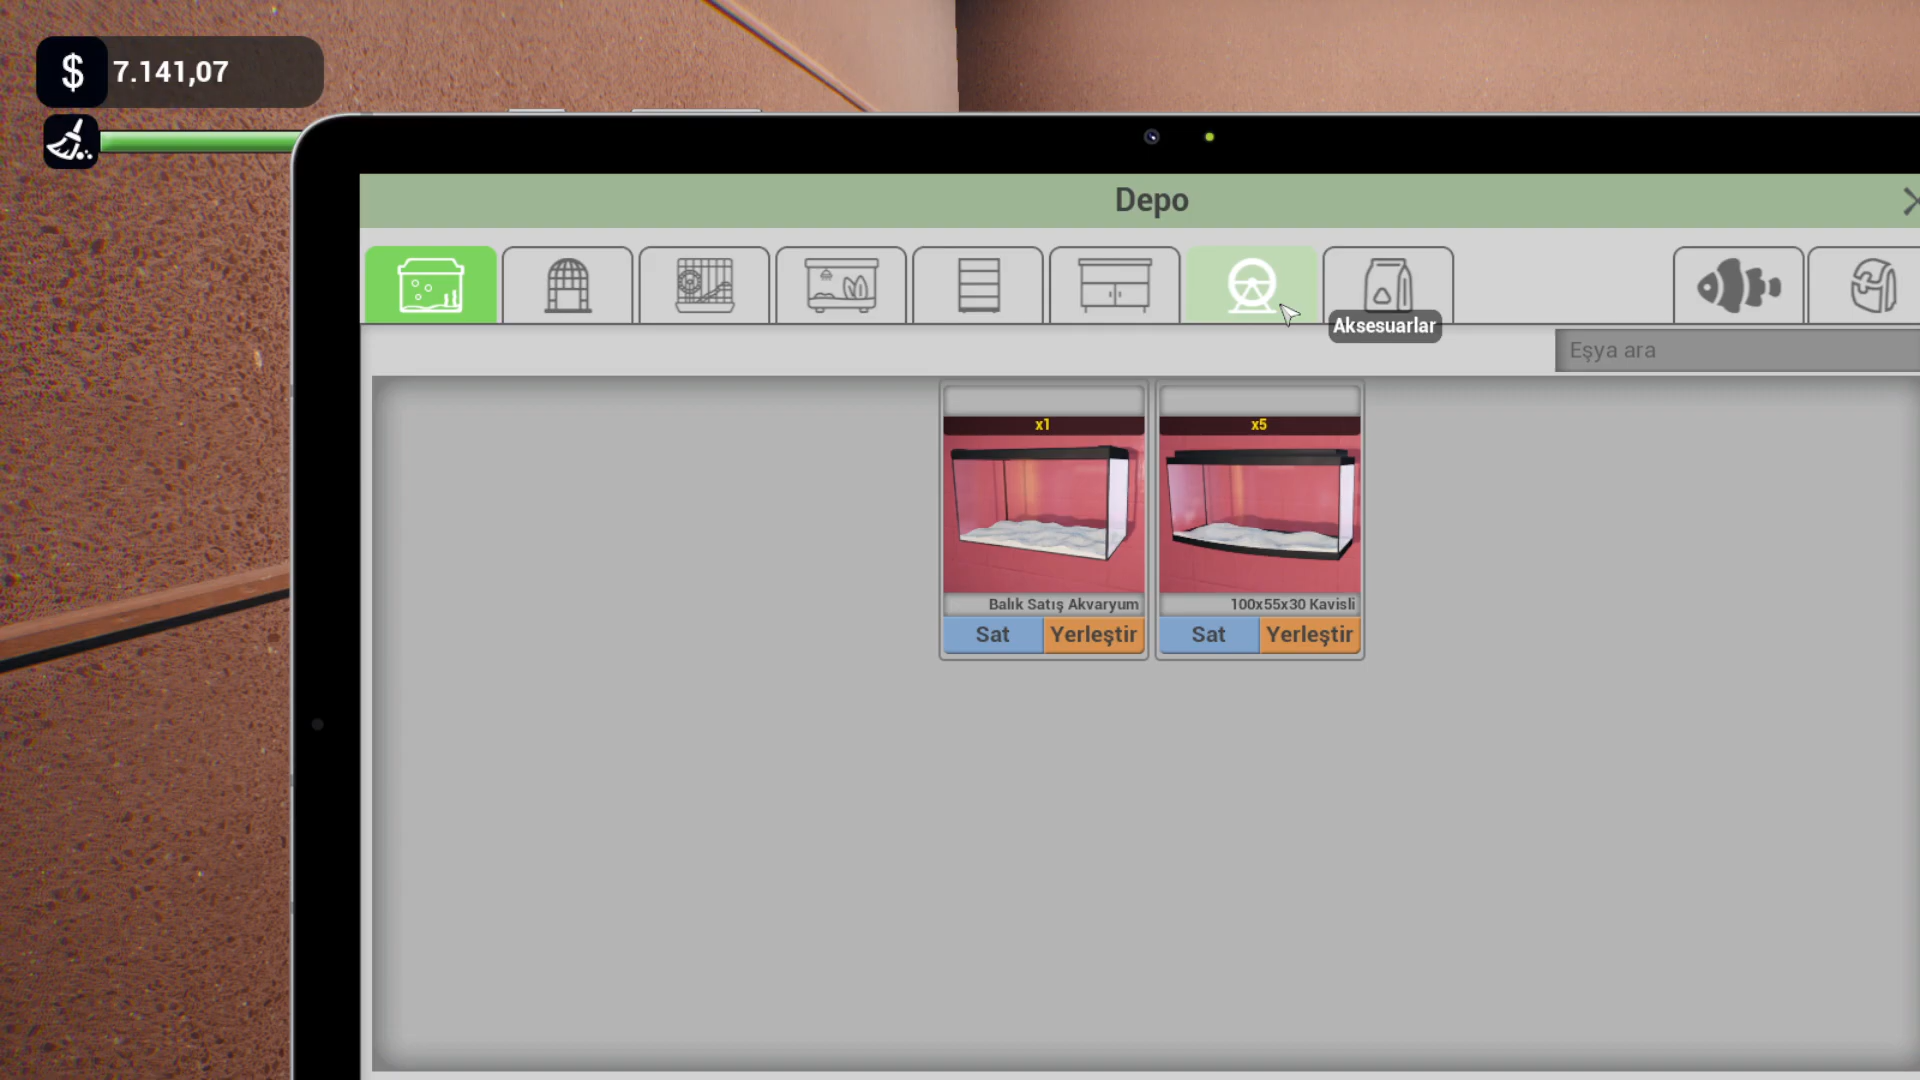 $ 7.141,07
Depo
Aksesuarlar
Eşya ara
x1
x5
Balık Satış Akvaryum
100x55x30 Kavisli
Sat
Yerleştir
Sat
Yerleştir